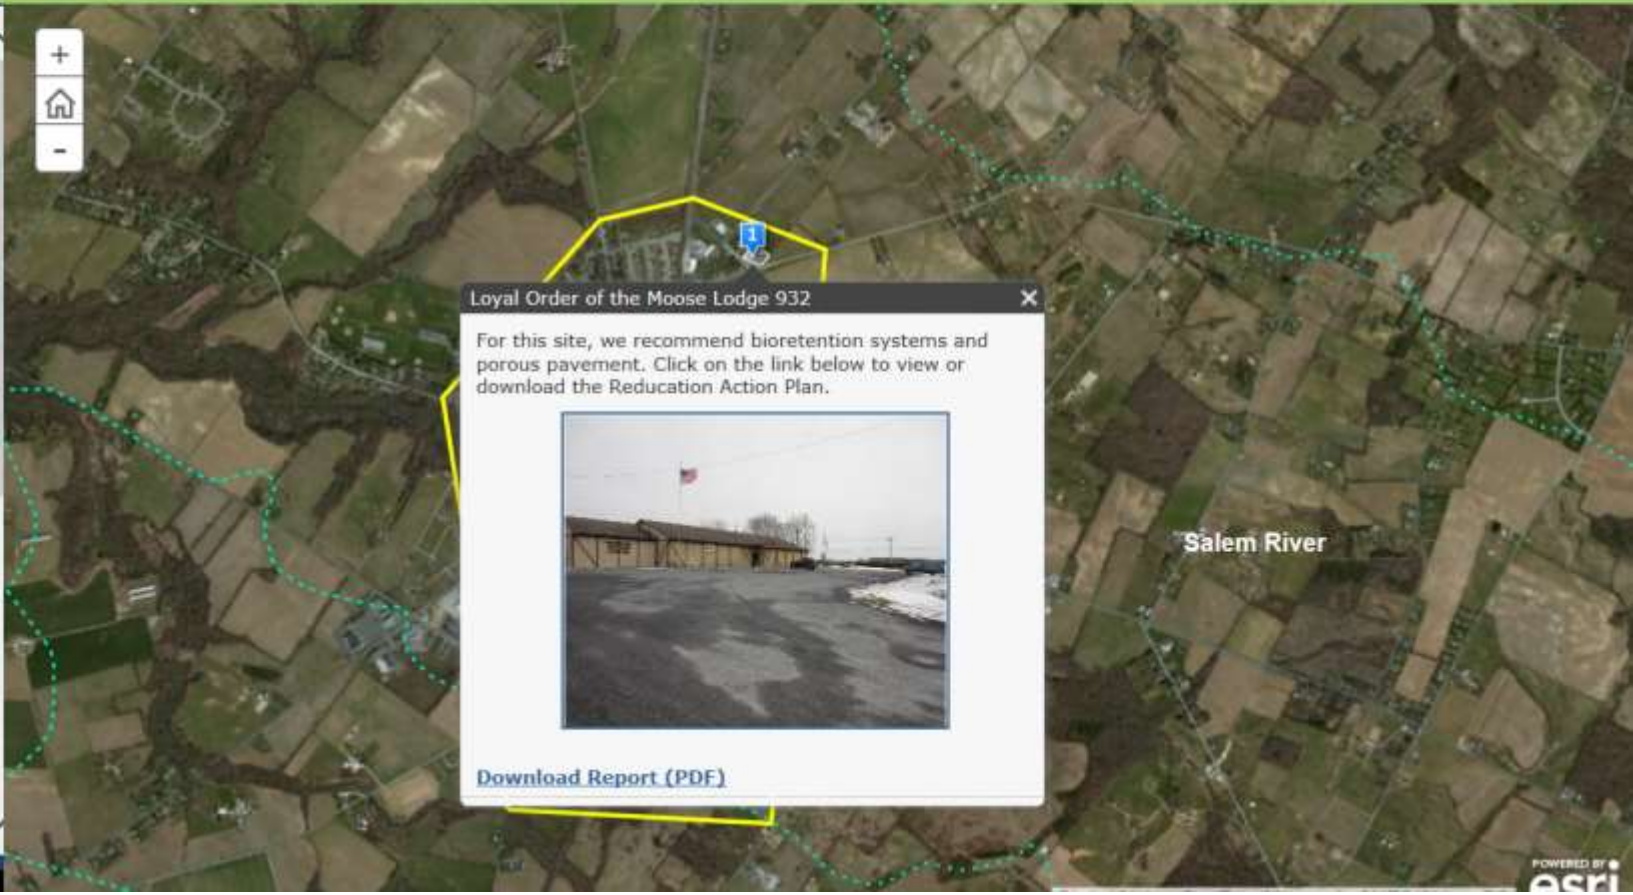 +
-
1
Loyal Order of the Moose Lodge 932
For this site, we recommend bioretention systems and
porous pavement. Click on the link below to view or
download the Reducation Action Plan.
Salem River
Download Report (PDF)
POWERED BY
esri